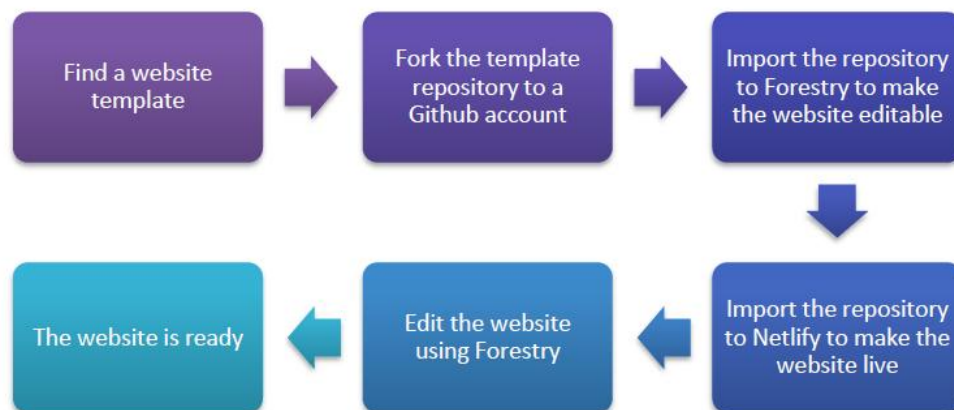 Find a website
template
Fork the template
repository to a
Github account
Import the repository
to Forestry to make
the website editable
Import the repository
to Netlify to make the
website live
Edit the website
using Forestry
The website is ready